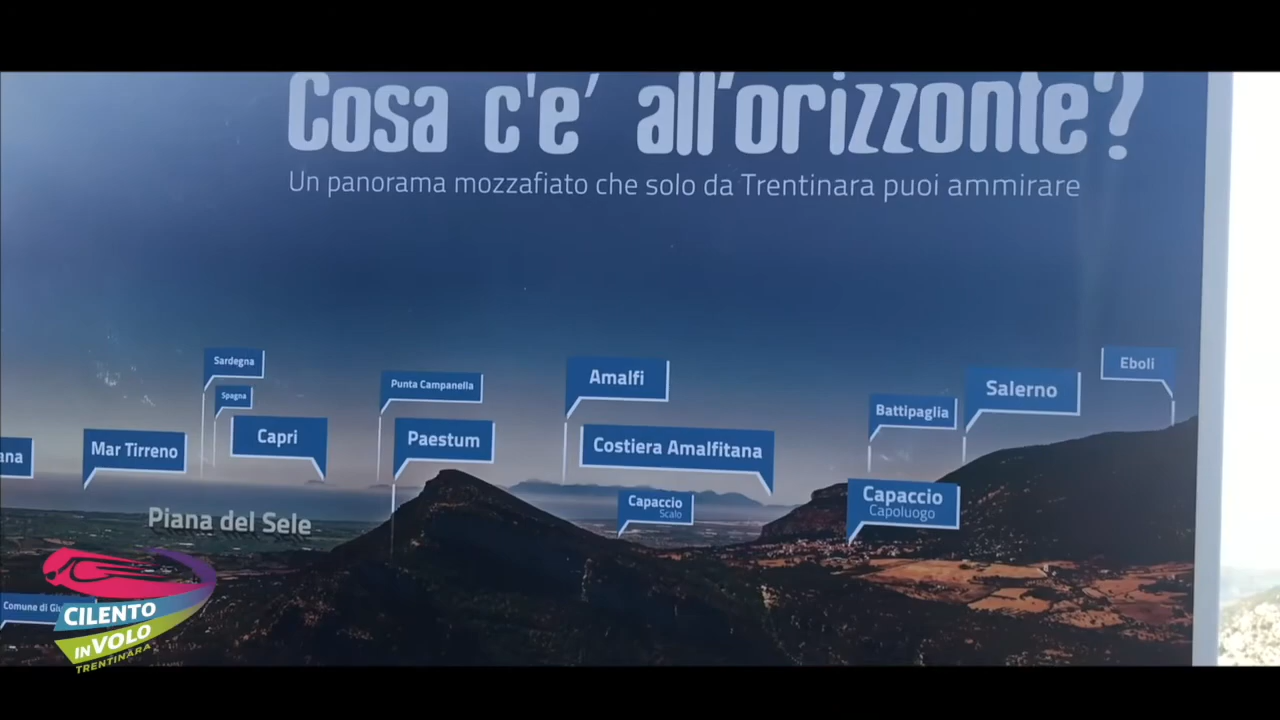 Cosa c'e' all'orizzonte?
Un panorama mozzafiato che solo da Trentinara puoi ammirare
Sardegna
Spagna
Punta Campanella
Amalfi
Eboli
Salerno
Battipaglia
Mar Tirreno
Capri
Paestum
Costiera Amalfitana
Capaccio
Scalo
Capaccio
Capoluogo
Piana del Sele
Comune di
CILENTO
IN VOLO
TRENTINARA